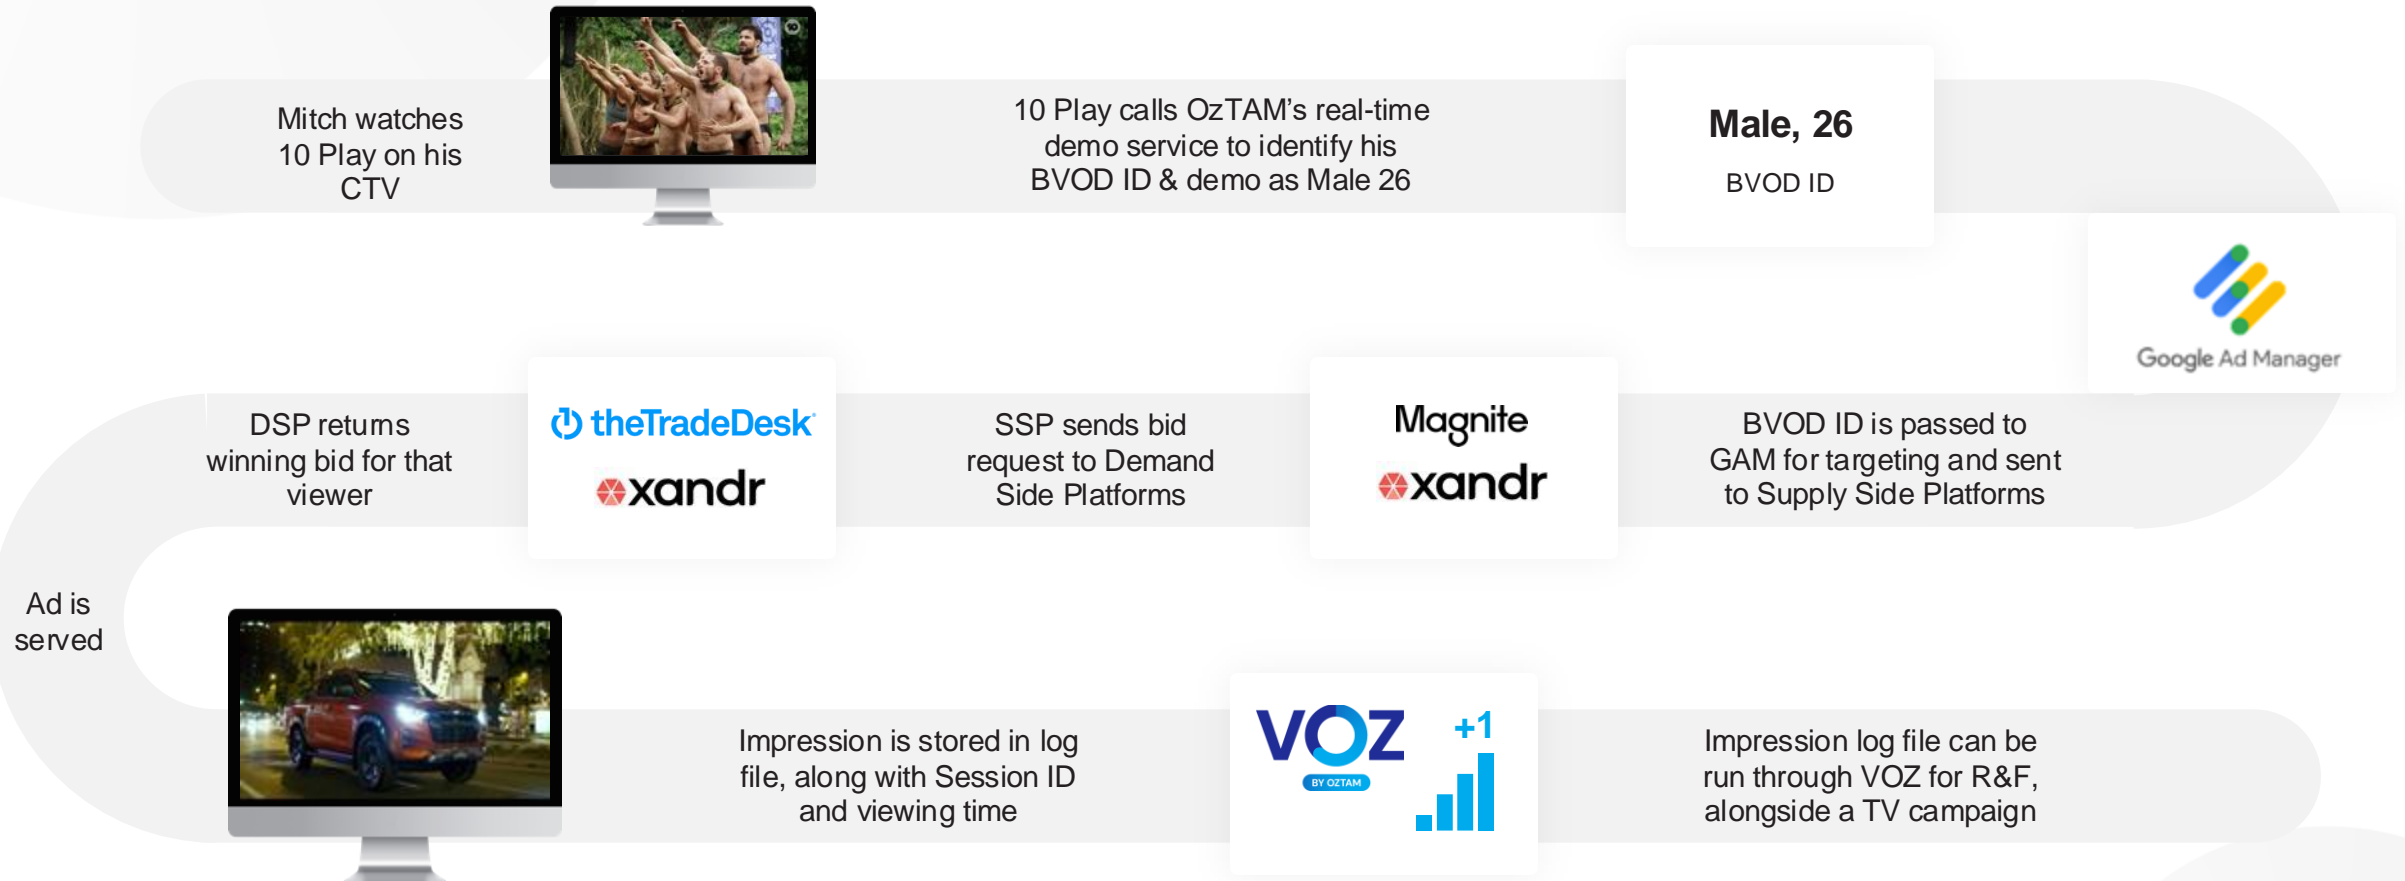 Mitch watches
10 Play on his
CTV
10 Play calls OzTAM’s real-time
demo service to identify his
BVOD ID & demo as Male 26
Male, 26
BVOD ID
Google Ad Manager
BVOD ID is passed to
GAM for targeting and sent
to Supply Side Platforms
Magnite
xandr
SSP sends bid
request to Demand
Side Platforms
theTradeDesk
xandr
DSP returns
winning bid for that
viewer
Ad is
served
Impression is stored in log
file, along with Session ID
and viewing time
VOZ
BY OZTAM
+1
Impression log file can be
run through VOZ for R&F,
alongside a TV campaign